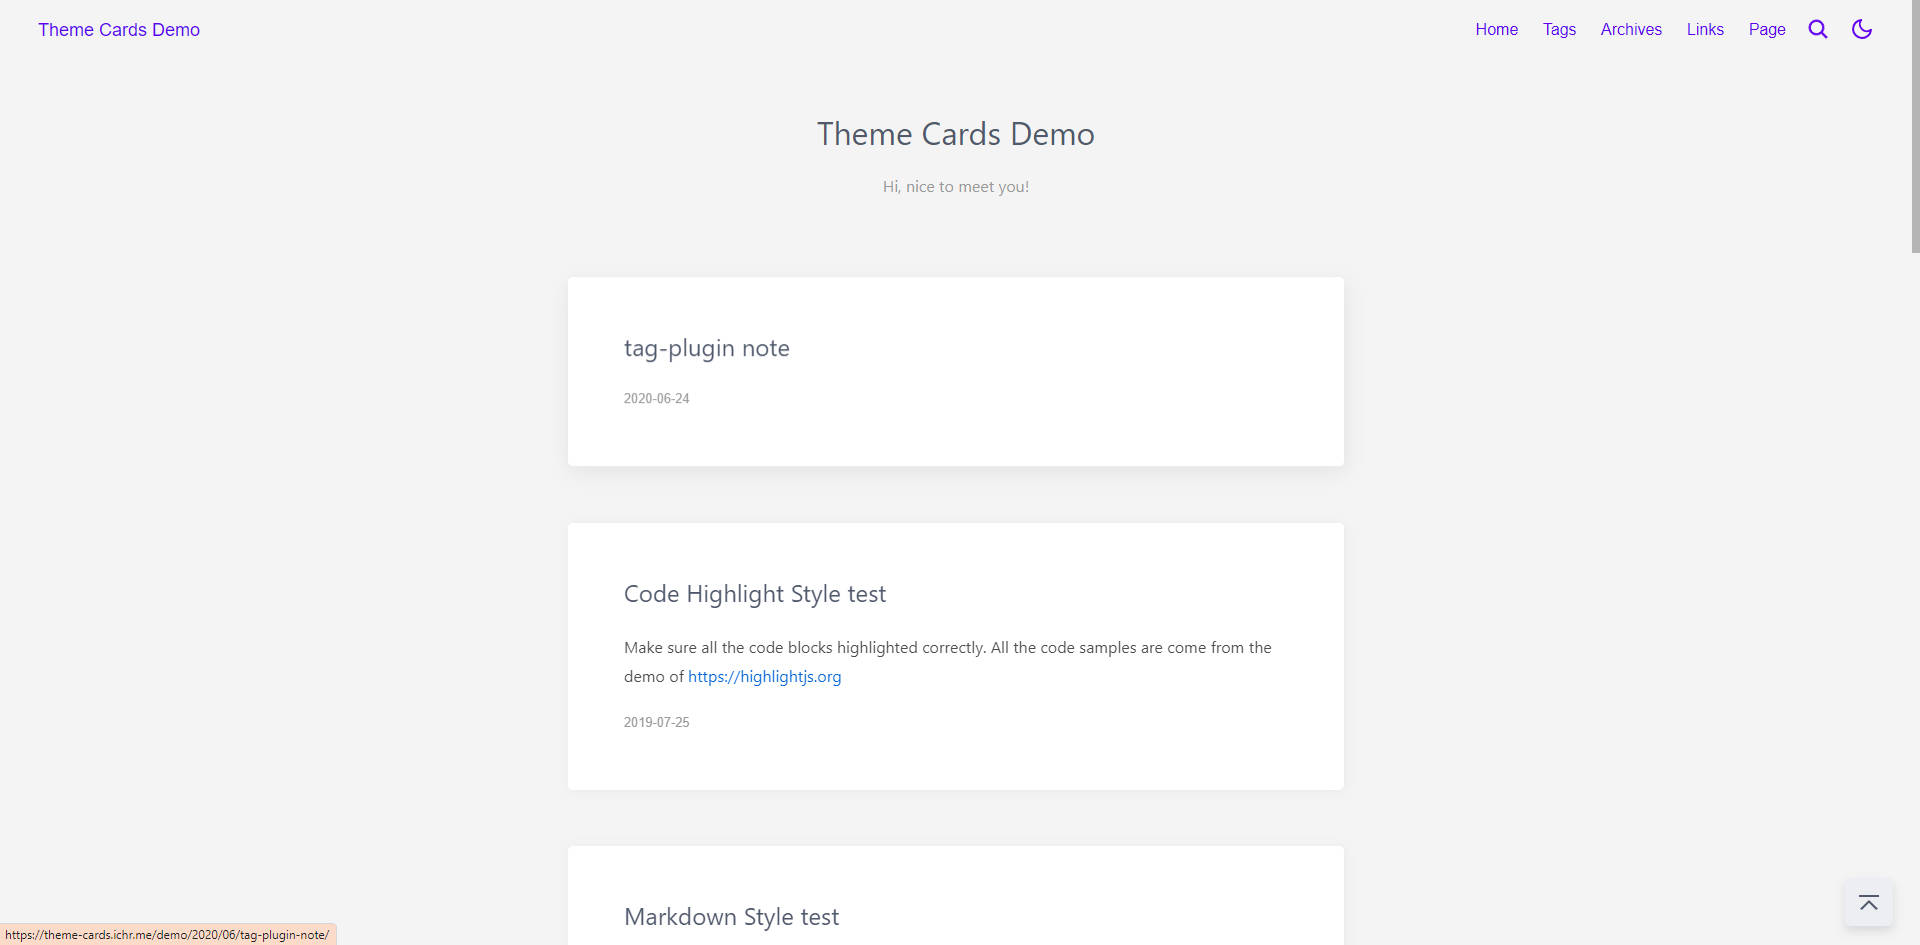 Theme Cards Demo
Home Tags Archives Links Page
Theme Cards Demo
Hi, nice to meet you!
tag-plugin note
2020-06-24
Code Highlight Style test
Make sure all the code blocks highlighted correctly. All the code samples are come from the
demo of https://highlightjs.org
2019-07-25
Markdown Style test
https://theme-cards.ichr.me/demo/2020/06/tag-plugin-note/